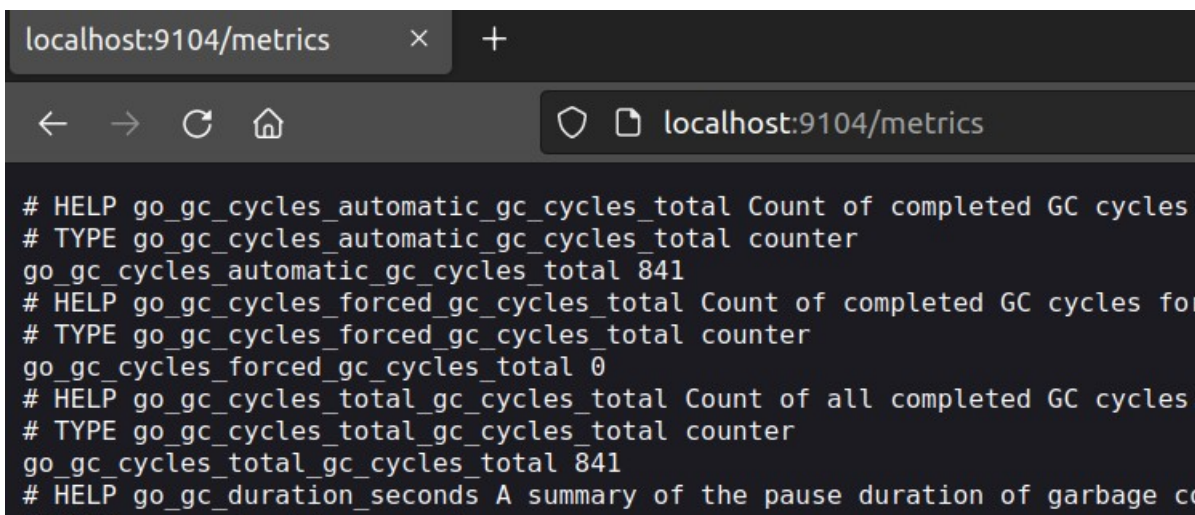 localhost:9104/metrics
localhost:9104/metrics
# HELP go_gc_cycles_automatic_gc_cycles_total Count of completed GC cycles
# TYPE go_gc_cycles_automatic_gc_cycles_total counter
go_gc_cycles_automatic_gc_cycles_total 841
# HELP go_gc_cycles_forced_gc_cycles_total Count of completed GC cycles for
# TYPE go_gc_cycles_forced_gc_cycles_total counter
go_gc_cycles_forced_gc_cycles_total 0
# HELP go_gc_cycles_total_gc_cycles_total Count of all completed GC cycles
# TYPE go_gc_cycles_total_gc_cycles_total counter
go_gc_cycles_total_gc_cycles_total 841
# HELP go_gc_duration_seconds A summary of the pause duration of garbage